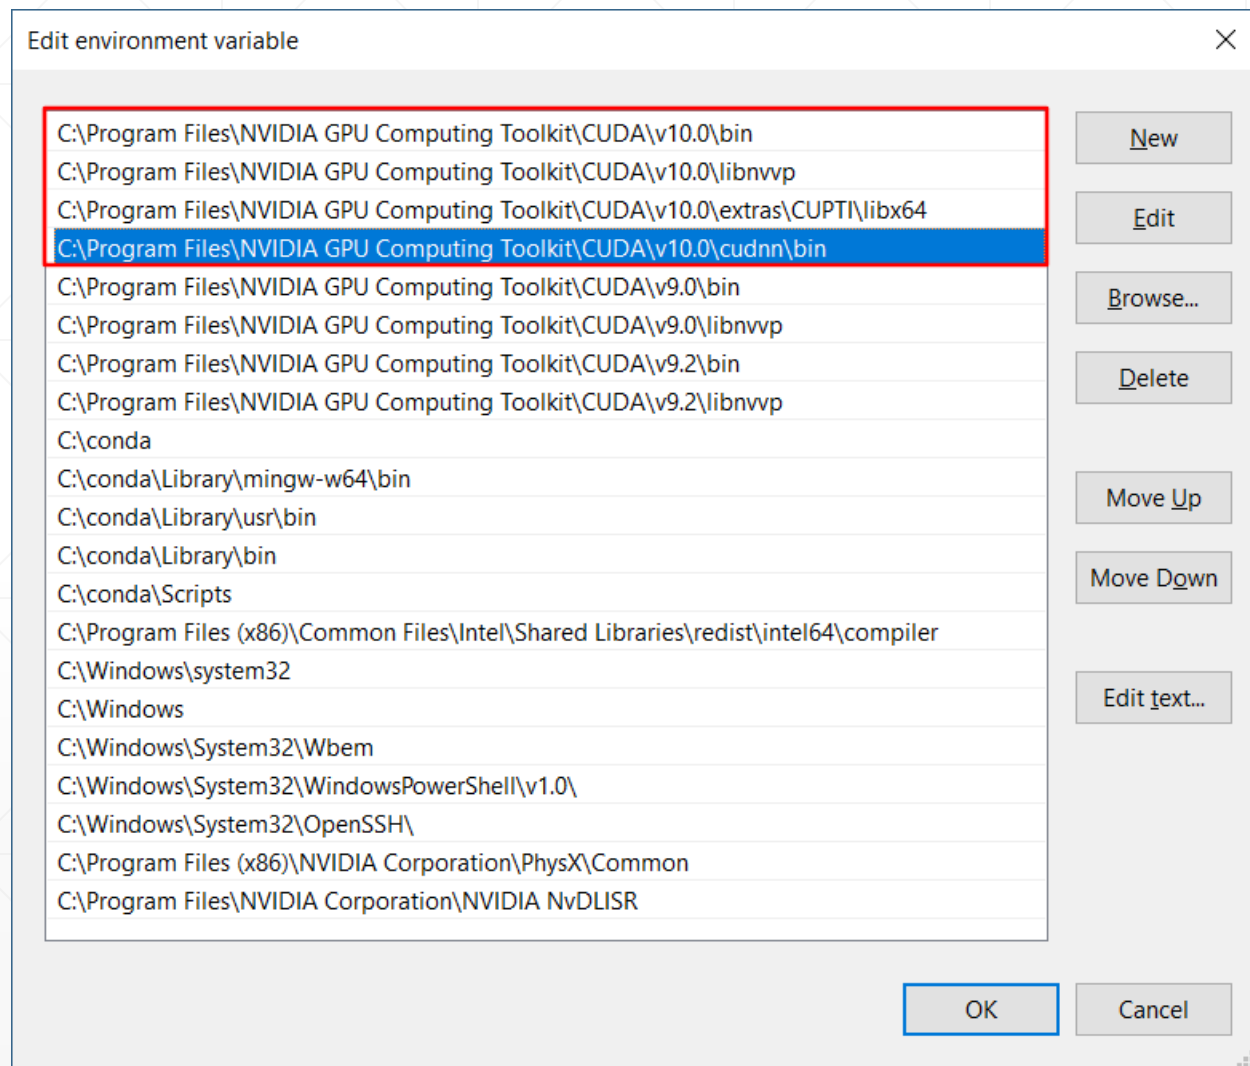 Edit environment variable
C:\Program Files\NVIDIA GPU Computing Toolkit\CUDA\v10.0\bin
C:\Program Files\NVIDIA GPU Computing Toolkit\CUDA\v10.0\libnvvp
C:\Program Files\NVIDIA GPU Computing Toolkit\CUDA\v10.0\extras\CUPTI\libx64
C:\Program Files\NVIDIA GPU Computing Toolkit\CUDA\v10.0\cudnn\bin
C:\Program Files\NVIDIA GPU Computing Toolkit\CUDA\v9.0\bin
C:\Program Files\NVIDIA GPU Computing Toolkit\CUDA\v9.0\libnvvp
C:\Program Files\NVIDIA GPU Computing Toolkit\CUDA\v9.2\bin
C:\Program Files\NVIDIA GPU Computing Toolkit\CUDA\v9.2\libnvvp
C:\conda
C:\conda\Library\mingw-w64\bin
C:\conda\Library\usr\bin
C:\conda\Library\bin
C:\conda\Scripts
C:\Program Files (x86)\Common Files\Intel\Shared Libraries\redist\intel64\compiler
C:\Windows\system32
C:\Windows
C:\Windows\System32\Wbem
C:\Windows\System32\WindowsPowerShell\v1.0\
C:\Windows\System32\OpenSSH\
C:\Program Files (x86)\NVIDIA Corporation\PhysX\Common
C:\Program Files\NVIDIA Corporation\NVIDIA NvDLISR
New
Edit
Browse...
Delete
Move Up
Move Down
Edit text...
OK
Cancel